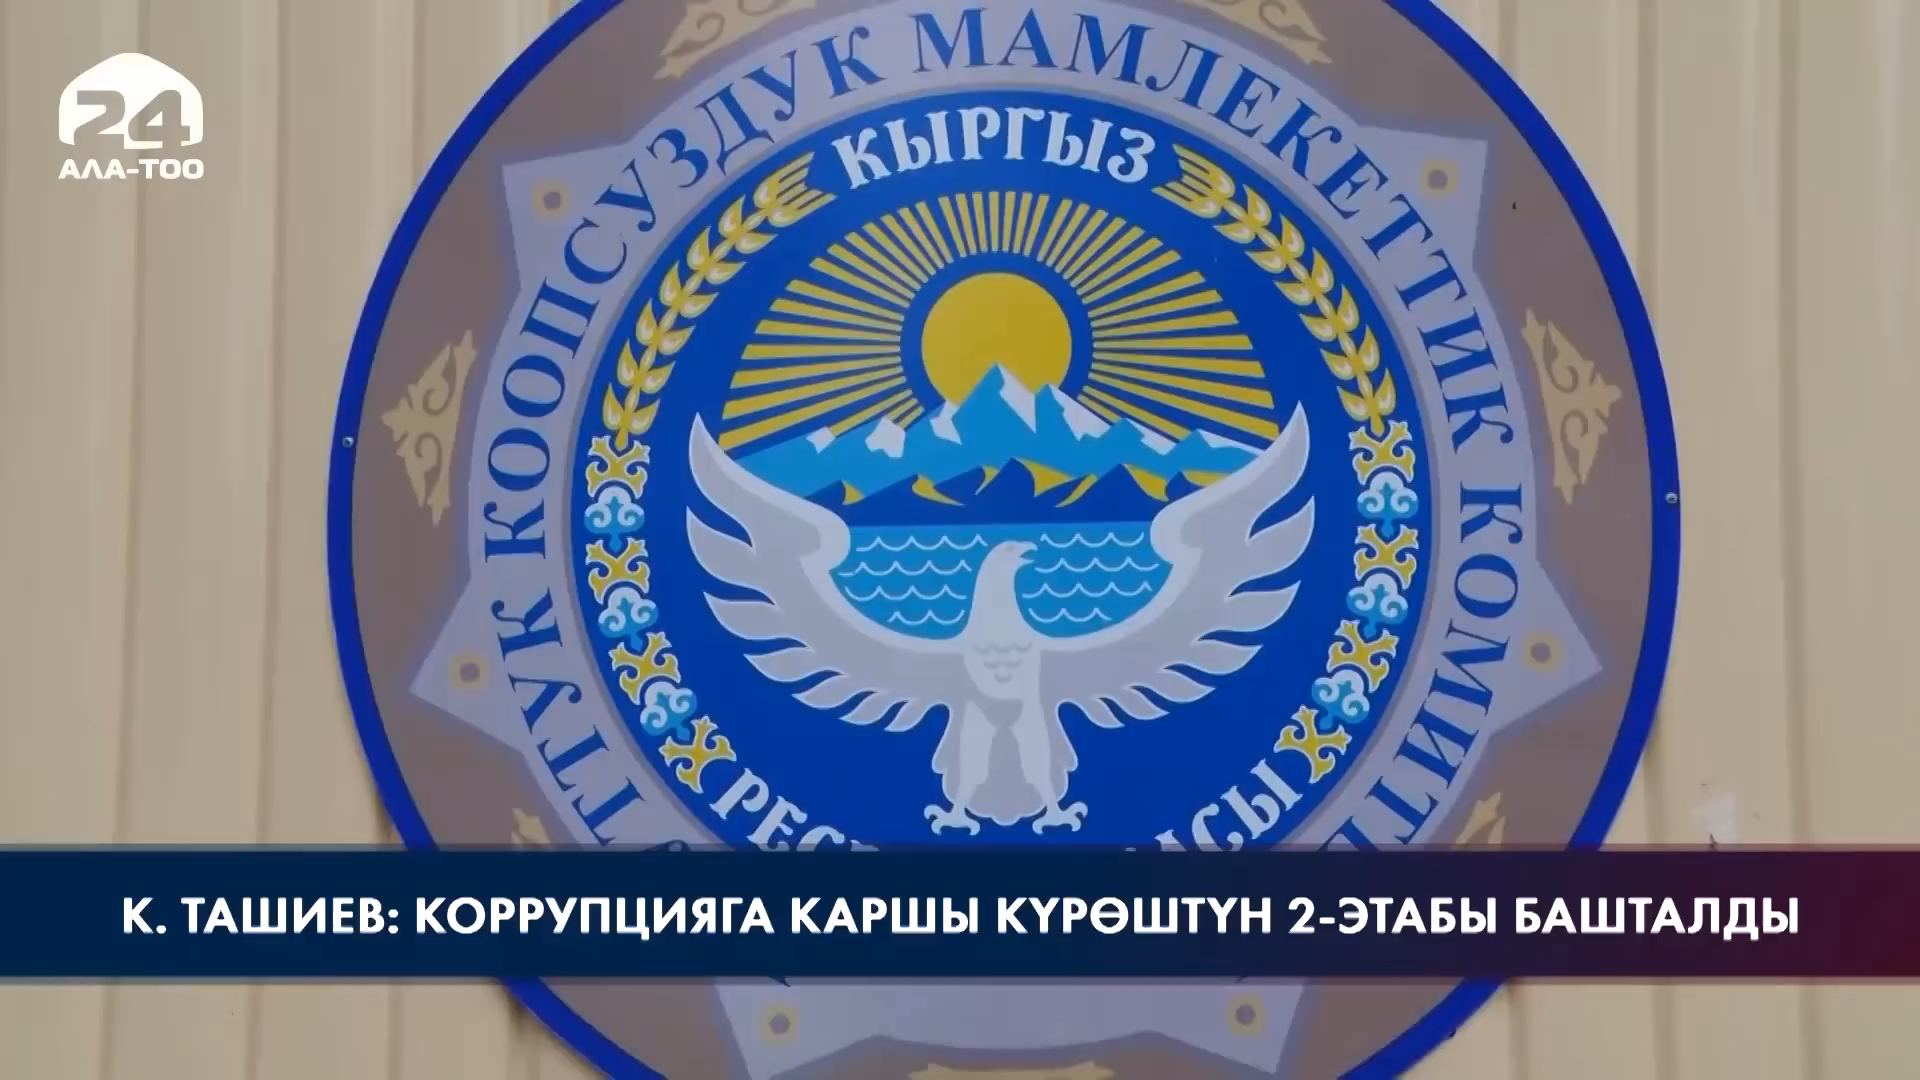 24
АЛА-ТОО
КООПСУЗДУК МАМЛЕКЕТТИК
КЫРГЫЗ
К. ТАШИЕВ: КОРРУПЦИЯГА КАРШЫ КҮРӨШТҮН 2-ЭТАБЫ БАШТАЛДЫ